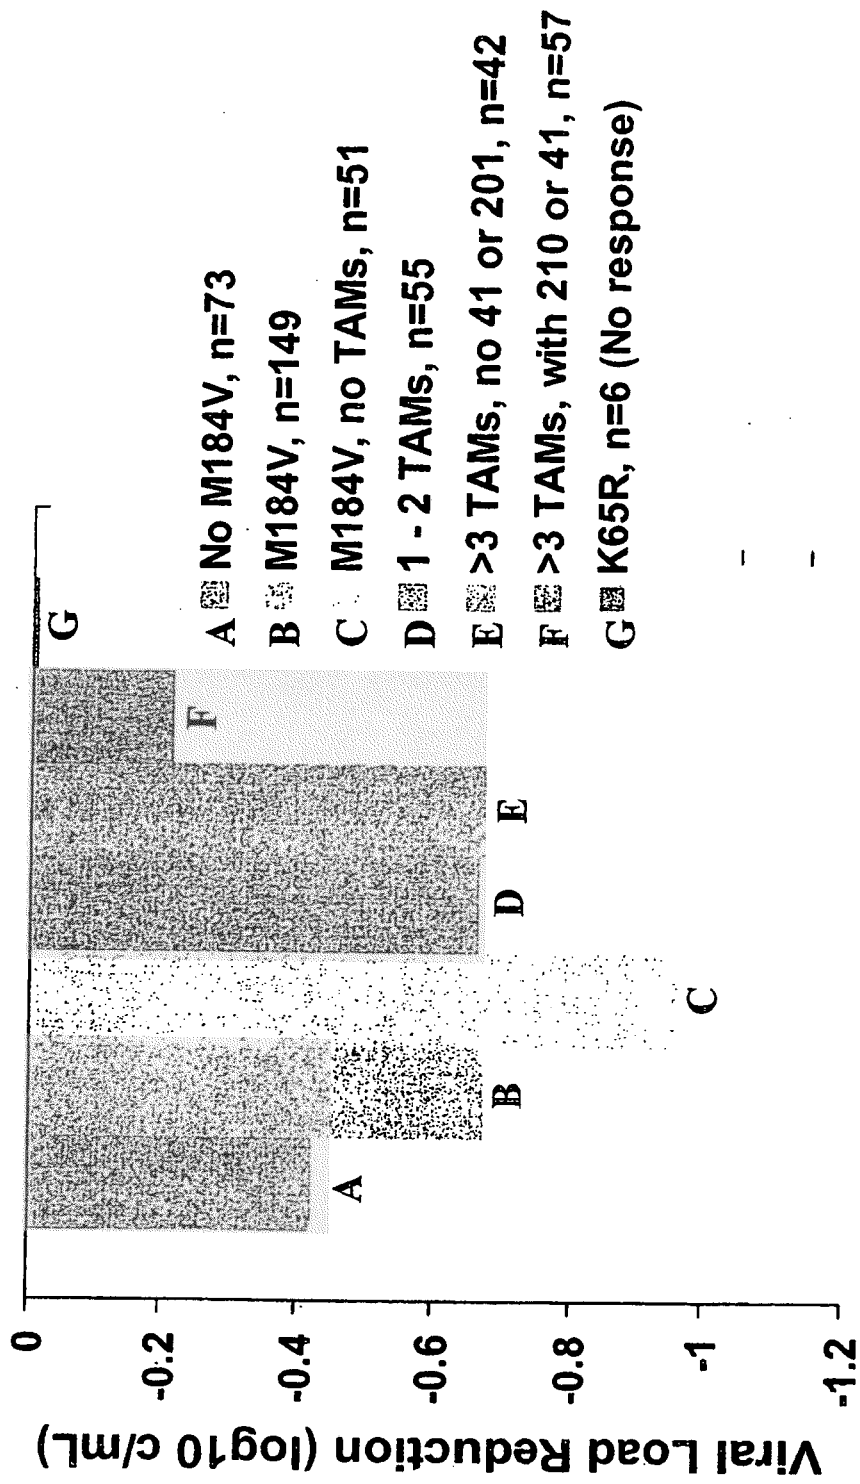 Viral Load Reduction (log10 c/mL)
0
-0.2
-0.4
-0.6
-0.8
-1
-1.2
A
B
C
D
E
F
G
A No M184V, n=73
B M184V, n=149
C M184V, no TAMs, n=51
D 1 - 2 TAMs, n=55
E >3 TAMs, no 41 or 201, n=42
F >3 TAMs, with 210 or 41, n=57
G K65R, n=6 (No response)